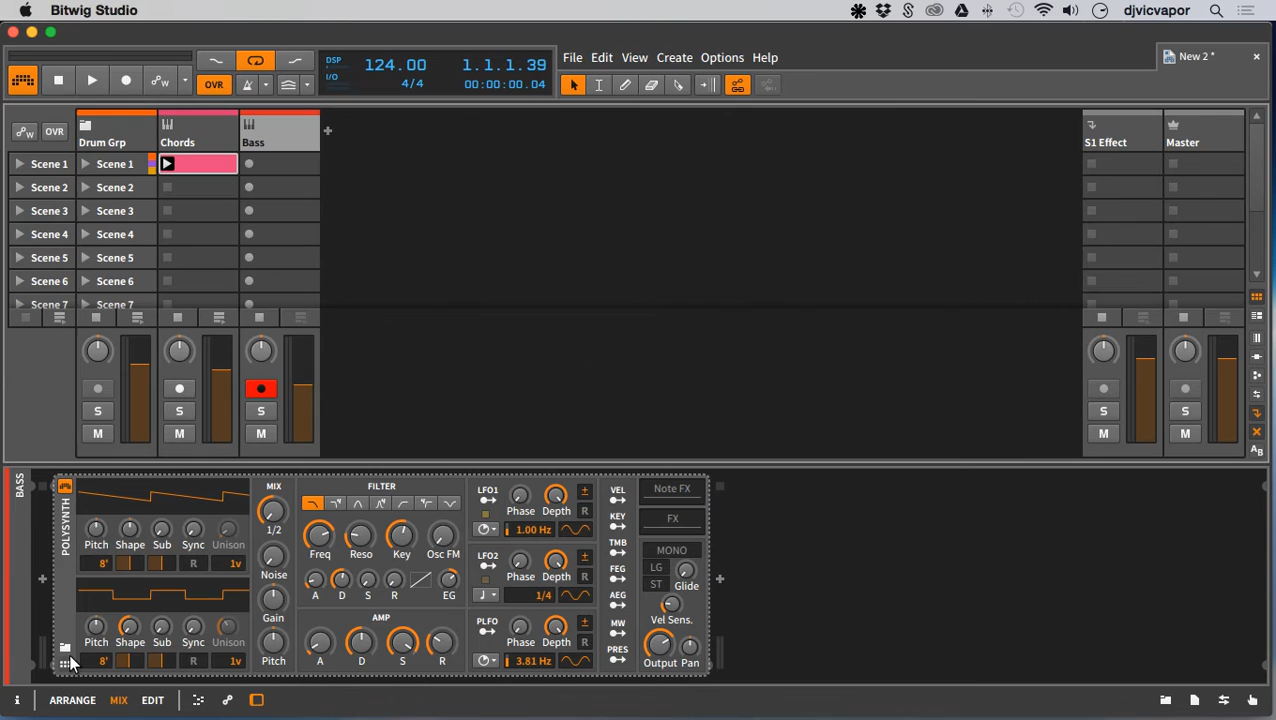 Bitwig Studio
djvicvapor
DSP
I/O
124.00
4/4
1.1.1.39
00:00:00.04
OVR
W
File Edit View Create Options Help
New 2 *
W
OVR
Drum Grp
Chords
Bass
S1 Effect
Master
Scene 1
Scene 1
Scene 2
Scene 2
Scene 3
Scene 3
Scene 4
Scene 4
Scene 5
Scene 5
Scene 6
Scene 6
Scene 7
Scene 7
S S S S S
M M M M M
AB
BASS
POLYSYNTH
Pitch Shape Sub Sync Unison
8' R 1v
Pitch Shape Sub Sync Unison
8' R 1v
MIX
1/2
Noise
Gain
Pitch
FILTER
Freq Reso Key Osc FM
A D S R EG
AMP
A D S R
LFO1
Phase Depth ± R
1.00 Hz
LFO2
Phase Depth ± R
1/4
PLFO
Phase Depth ± R
3.81 Hz
VEL
KEY
TMB
FEG
AEG
MW
PRES
Note FX
FX
MONO
LG
ST
Glide
Vel Sens.
Output Pan
i
ARRANGE MIX EDIT